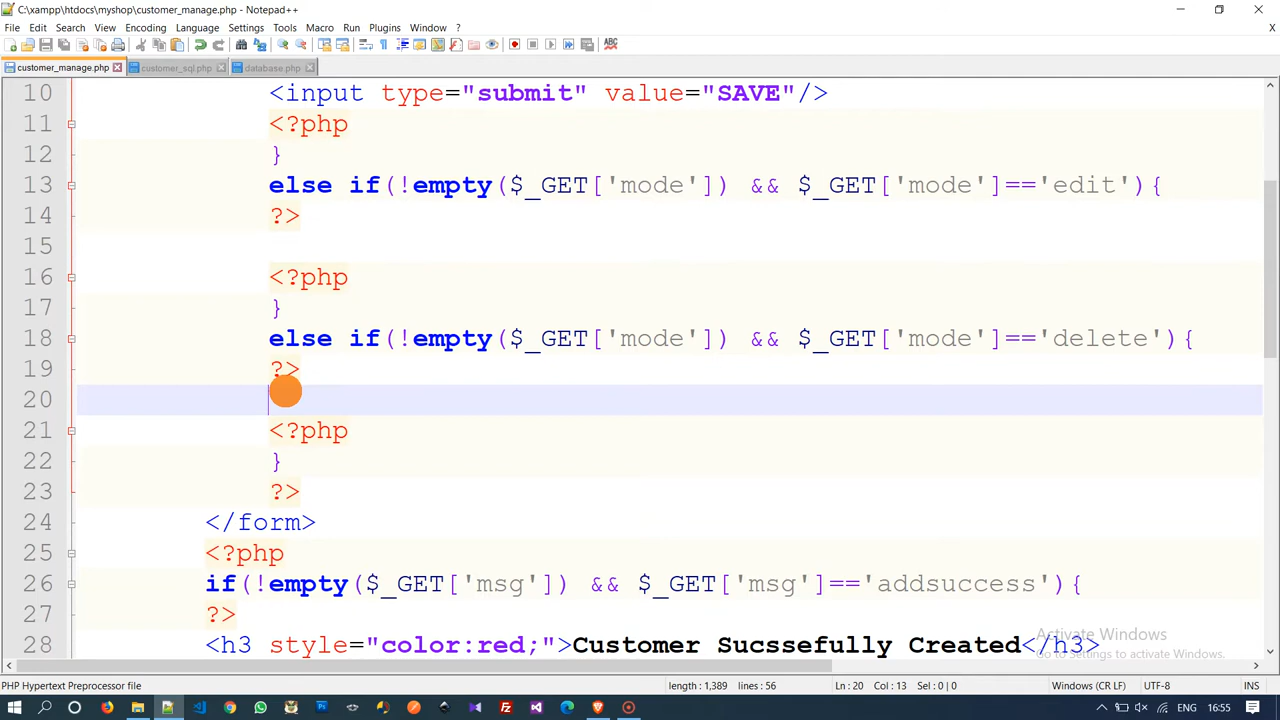 C:\xampp\htdocs\myshop\customer_manage.php - Notepad++
File Edit Search View Encoding Language Settings Tools Macro Run Plugins Window ?
customer_manage.php customer_sql.php database.php
10 <input type="submit" value="SAVE"/>
11 <?php
12 }
13 else if(!empty($_GET['mode']) && $_GET['mode']=='edit'){
14 ?>
15
16 <?php
17 }
18 else if(!empty($_GET['mode']) && $_GET['mode']=='delete'){
19 ?>
20
21 <?php
22 }
23 ?>
24 </form>
25 <?php
26 if(!empty($_GET['msg']) && $_GET['msg']=='addsuccess'){
27 ?>
28 <h3 style="color:red;">Customer Sucssefully Created</h3>
Activate Windows
Go to Settings to activate Windows.
PHP Hypertext Preprocessor file length : 1,389 lines : 56 Ln : 20 Col : 13 Sel : 0 | 0 Windows (CR LF) UTF-8 INS
ENG 16:55